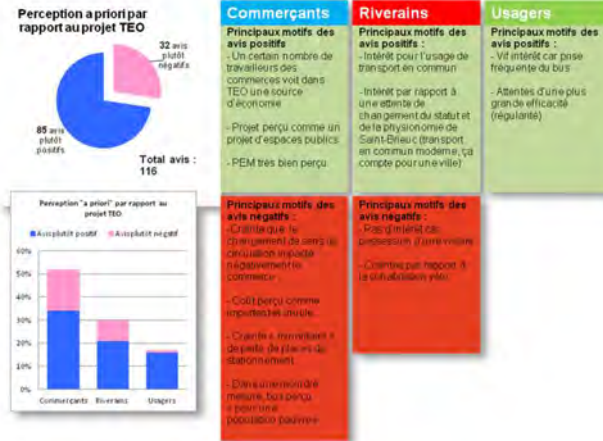 Perception a priori par
rapport au projet TEO
32 avis
plutôt
négatifs
85 avis
plutôt
positifs
Total avis :
116
Perception "a priori" par rapport au
projet TEO
Avis plutôt positif
Avis plutôt négatif
60%
50%
40%
30%
20%
10%
0%
Commerçants
Riverains
Usagers
Commerçants
Principaux motifs des
avis positifs
- Un certain nombre de
travailleurs des
commerces voit dans
TEO une source
d'économie
- Projet perçu comme un
projet d'espaces publics
- PEM très bien perçu
Principaux motifs des
avis négatifs :
- Crainte que le
changement de sens de
circulation impacte
négativement le
commerce
- Coût perçu comme
important et inutile
- Crainte « minoritaire »
de perte de places de
stationnement
- Dans une moindre
mesure, bus perçu
« pour une
population pauvre »
Riverains
Principaux motifs des
avis positifs :
- Intérêt pour l'usage de
transport en commun
- Intérêt par rapport à
une attente de
changement du statut et
de la physionomie de
Saint-Brieuc (transport
en commun moderne, ça
compte pour une ville)
Principaux motifs des
avis négatifs :
- Pas d'intérêt car
possession d'une voiture
- Craintes par rapport à
la cohabitation vélo
Usagers
Principaux motifs des
avis positifs :
- Vif intérêt car prise
fréquente du bus
- Attentes d'une plus
grande efficacité
(régularité)